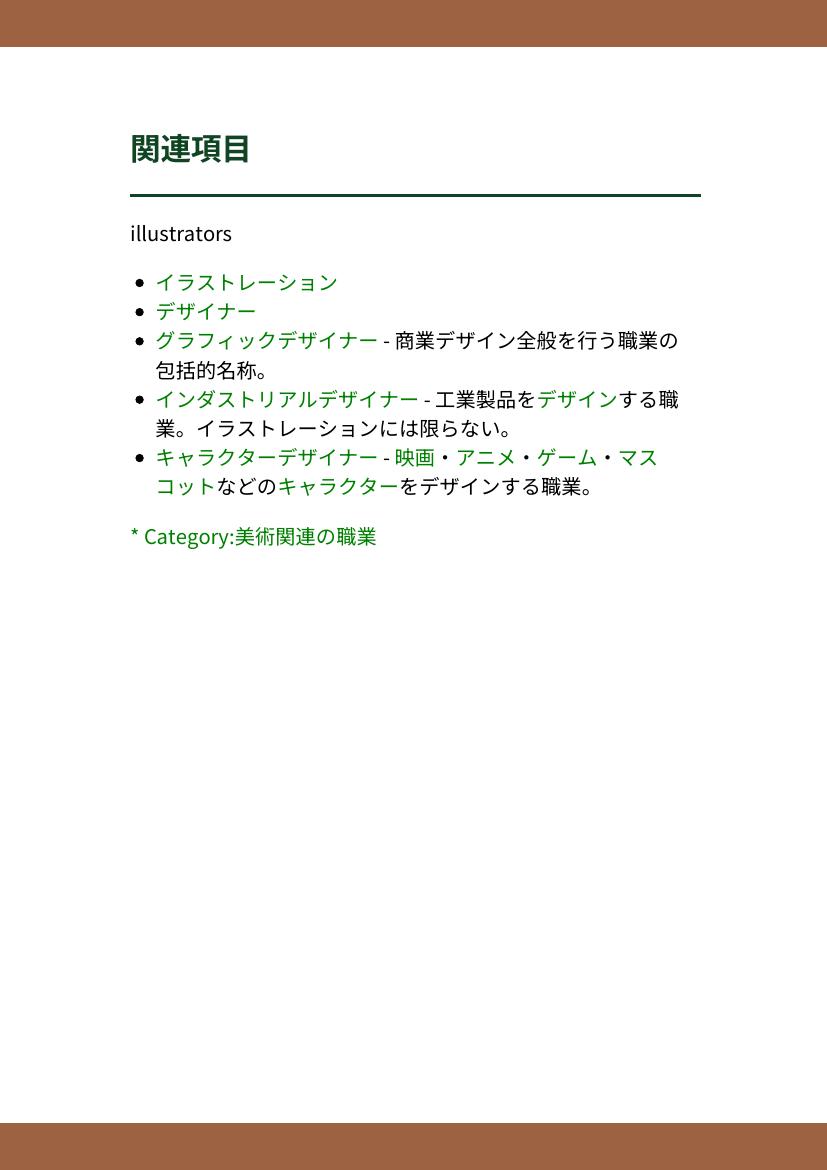 関連項目
illustrators
• イラストレーション
• デザイナー
• グラフィックデザイナー - 商業デザイン全般を行う職業の
包括的名称。
• インダストリアルデザイナー - 工業製品をデザインする職
業。イラストレーションには限らない。
• キャラクターデザイナー - 映画・アニメ・ゲーム・マス
コットなどのキャラクターをデザインする職業。
* Category:美術関連の職業